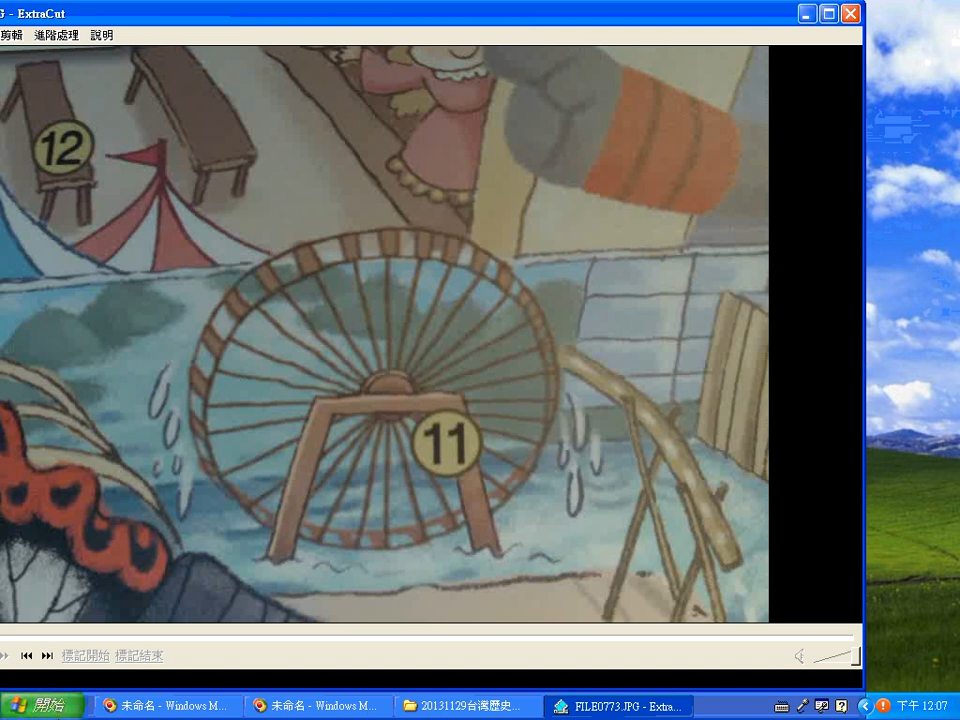 G - ExtraCut
剪輯 進階處理 說明
12
11
標記開始 標記結束
開始
未命名 - Windows M...
未命名 - Windows M...
20131129台灣歷史...
FILE0773.JPG - Extra...
下午 12:07